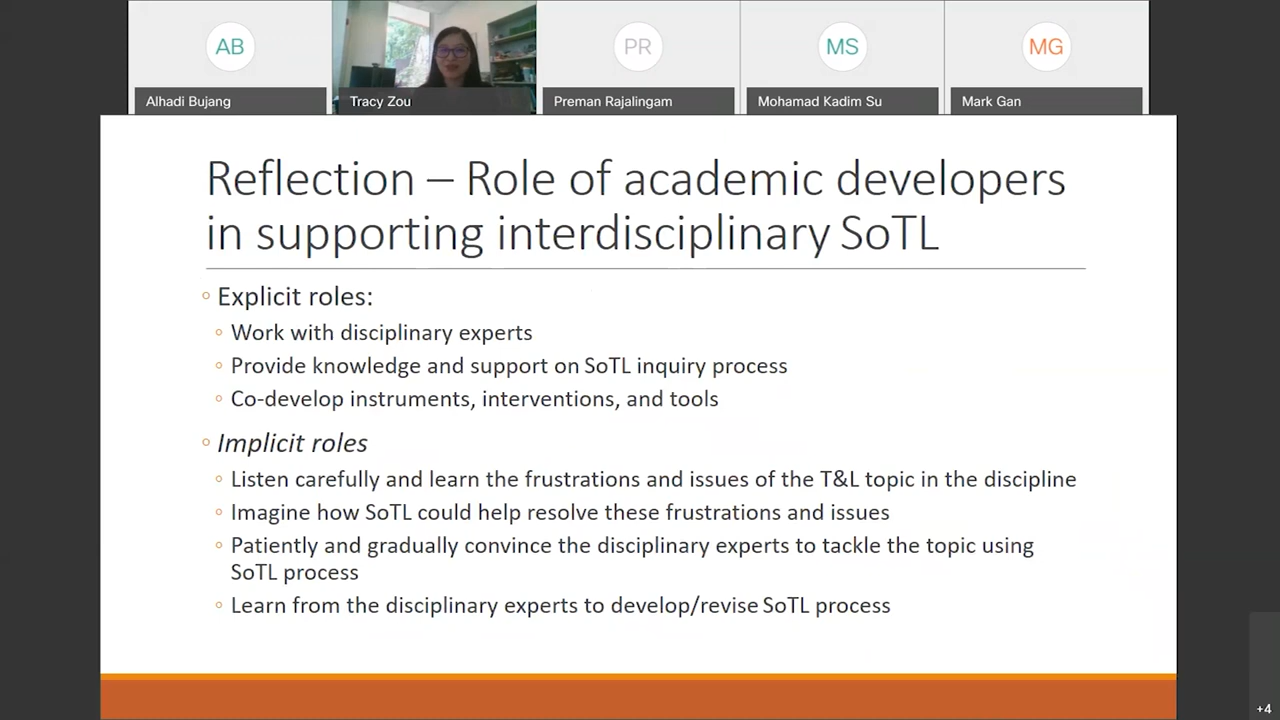 AB
PR
MS
MG
Alhadi Bujang
Tracy Zou
Preman Rajalingam
Mohamad Kadim Su
Mark Gan
Reflection – Role of academic developers
in supporting interdisciplinary SoTL
◦ Explicit roles:
◦ Work with disciplinary experts
◦ Provide knowledge and support on SoTL inquiry process
◦ Co-develop instruments, interventions, and tools
◦ Implicit roles
◦ Listen carefully and learn the frustrations and issues of the T&L topic in the discipline
◦ Imagine how SoTL could help resolve these frustrations and issues
◦ Patiently and gradually convince the disciplinary experts to tackle the topic using
SoTL process
◦ Learn from the disciplinary experts to develop/revise SoTL process
+4